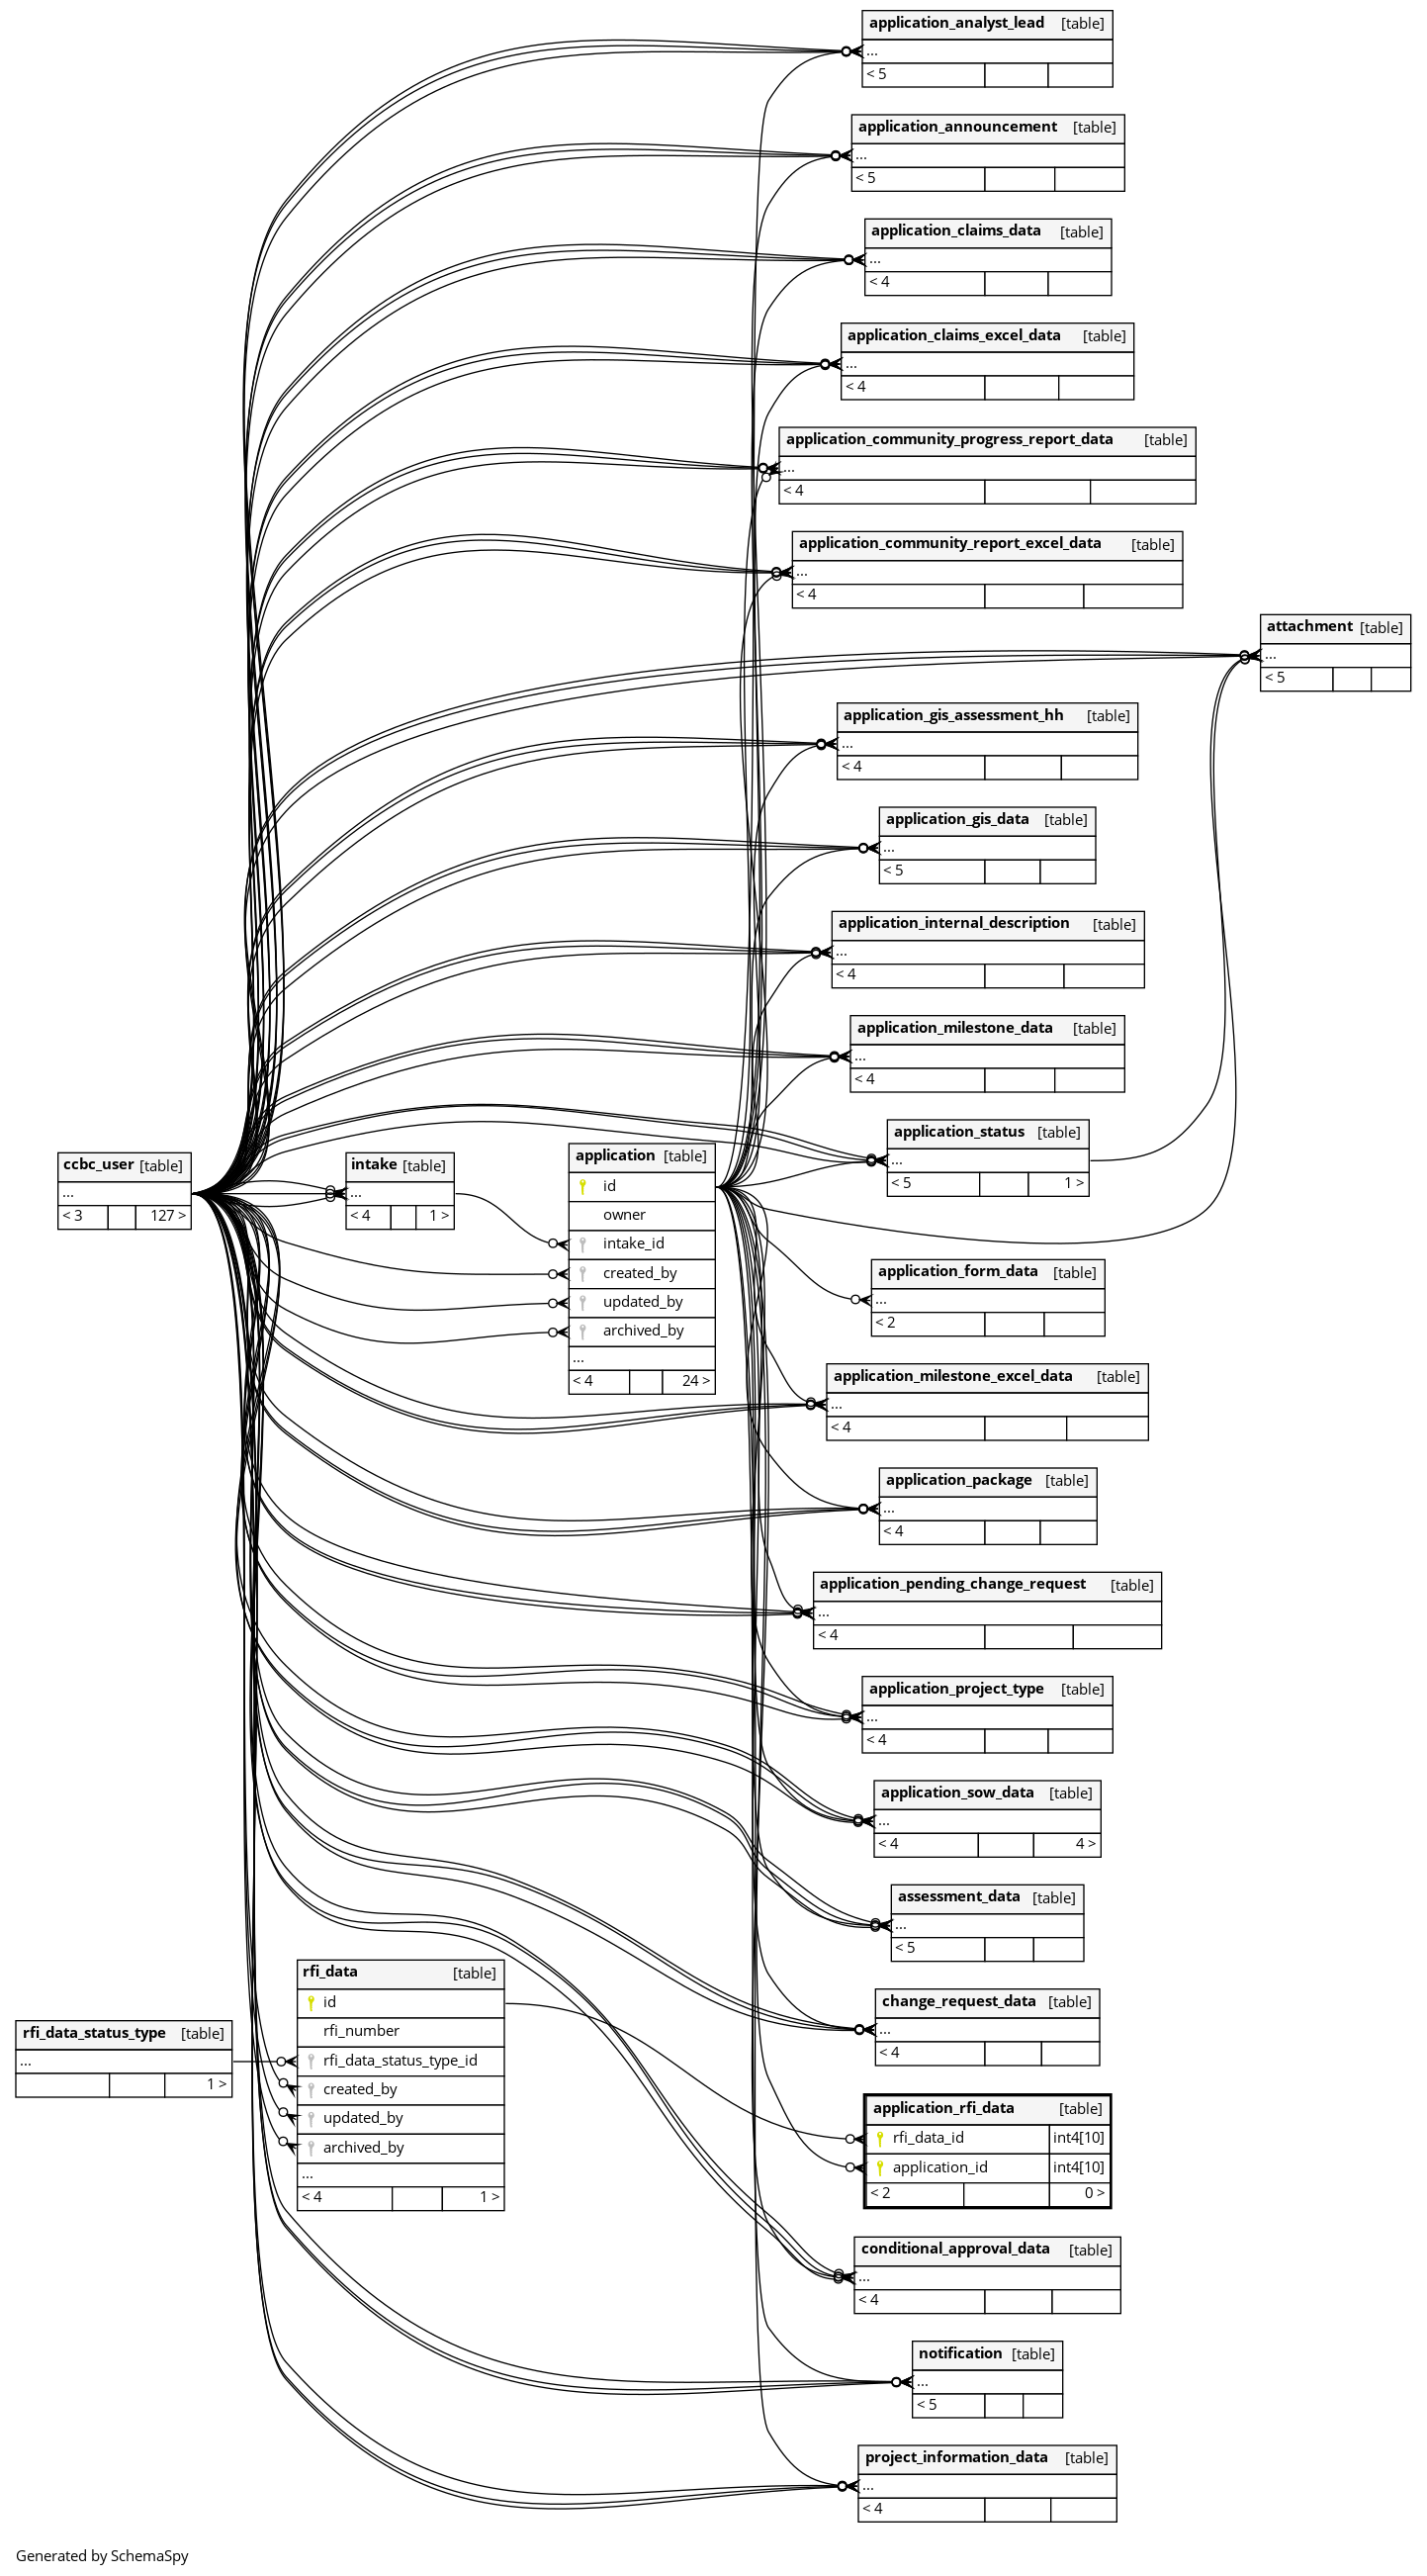 application_analyst_lead [table]
...
< 5
application_announcement [table]
...
< 5
application_claims_data [table]
...
< 4
application_claims_excel_data [table]
...
< 4
application_community_progress_report_data [table]
...
< 4
application_community_report_excel_data [table]
...
< 4
attachment [table]
...
< 5
application_gis_assessment_hh [table]
...
< 4
application_gis_data [table]
...
< 5
application_internal_description [table]
...
< 4
application_milestone_data [table]
...
< 4
application_status [table]
...
< 5 1 >
ccbc_user [table]
...
< 3 127 >
intake [table]
...
< 4 1 >
application [table]
id
owner
intake_id
created_by
updated_by
archived_by
...
< 4 24 >
application_form_data [table]
...
< 2
application_milestone_excel_data [table]
...
< 4
application_package [table]
...
< 4
application_pending_change_request [table]
...
< 4
application_project_type [table]
...
< 4
application_sow_data [table]
...
< 4 4 >
assessment_data [table]
...
< 5
rfi_data_status_type [table]
...
1 >
rfi_data [table]
id
rfi_number
rfi_data_status_type_id
created_by
updated_by
archived_by
...
< 4 1 >
change_request_data [table]
...
< 4
application_rfi_data [table]
rfi_data_id int4[10]
application_id int4[10]
< 2 0 >
conditional_approval_data [table]
...
< 4
notification [table]
...
< 5
project_information_data [table]
...
< 4
Generated by SchemaSpy